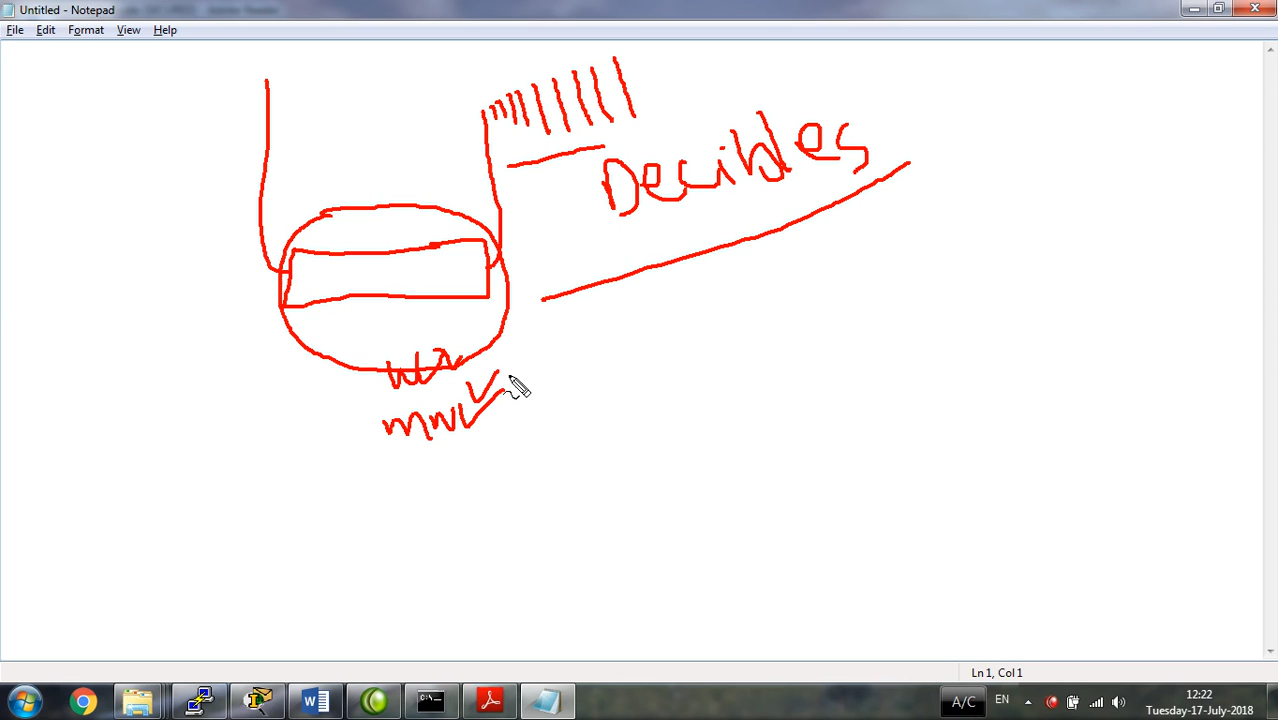 Untitled - Notepad
File Edit Format View Help
Decibles
Ln 1, Col 1
A/C EN 12:22
Tuesday-17-July-2018